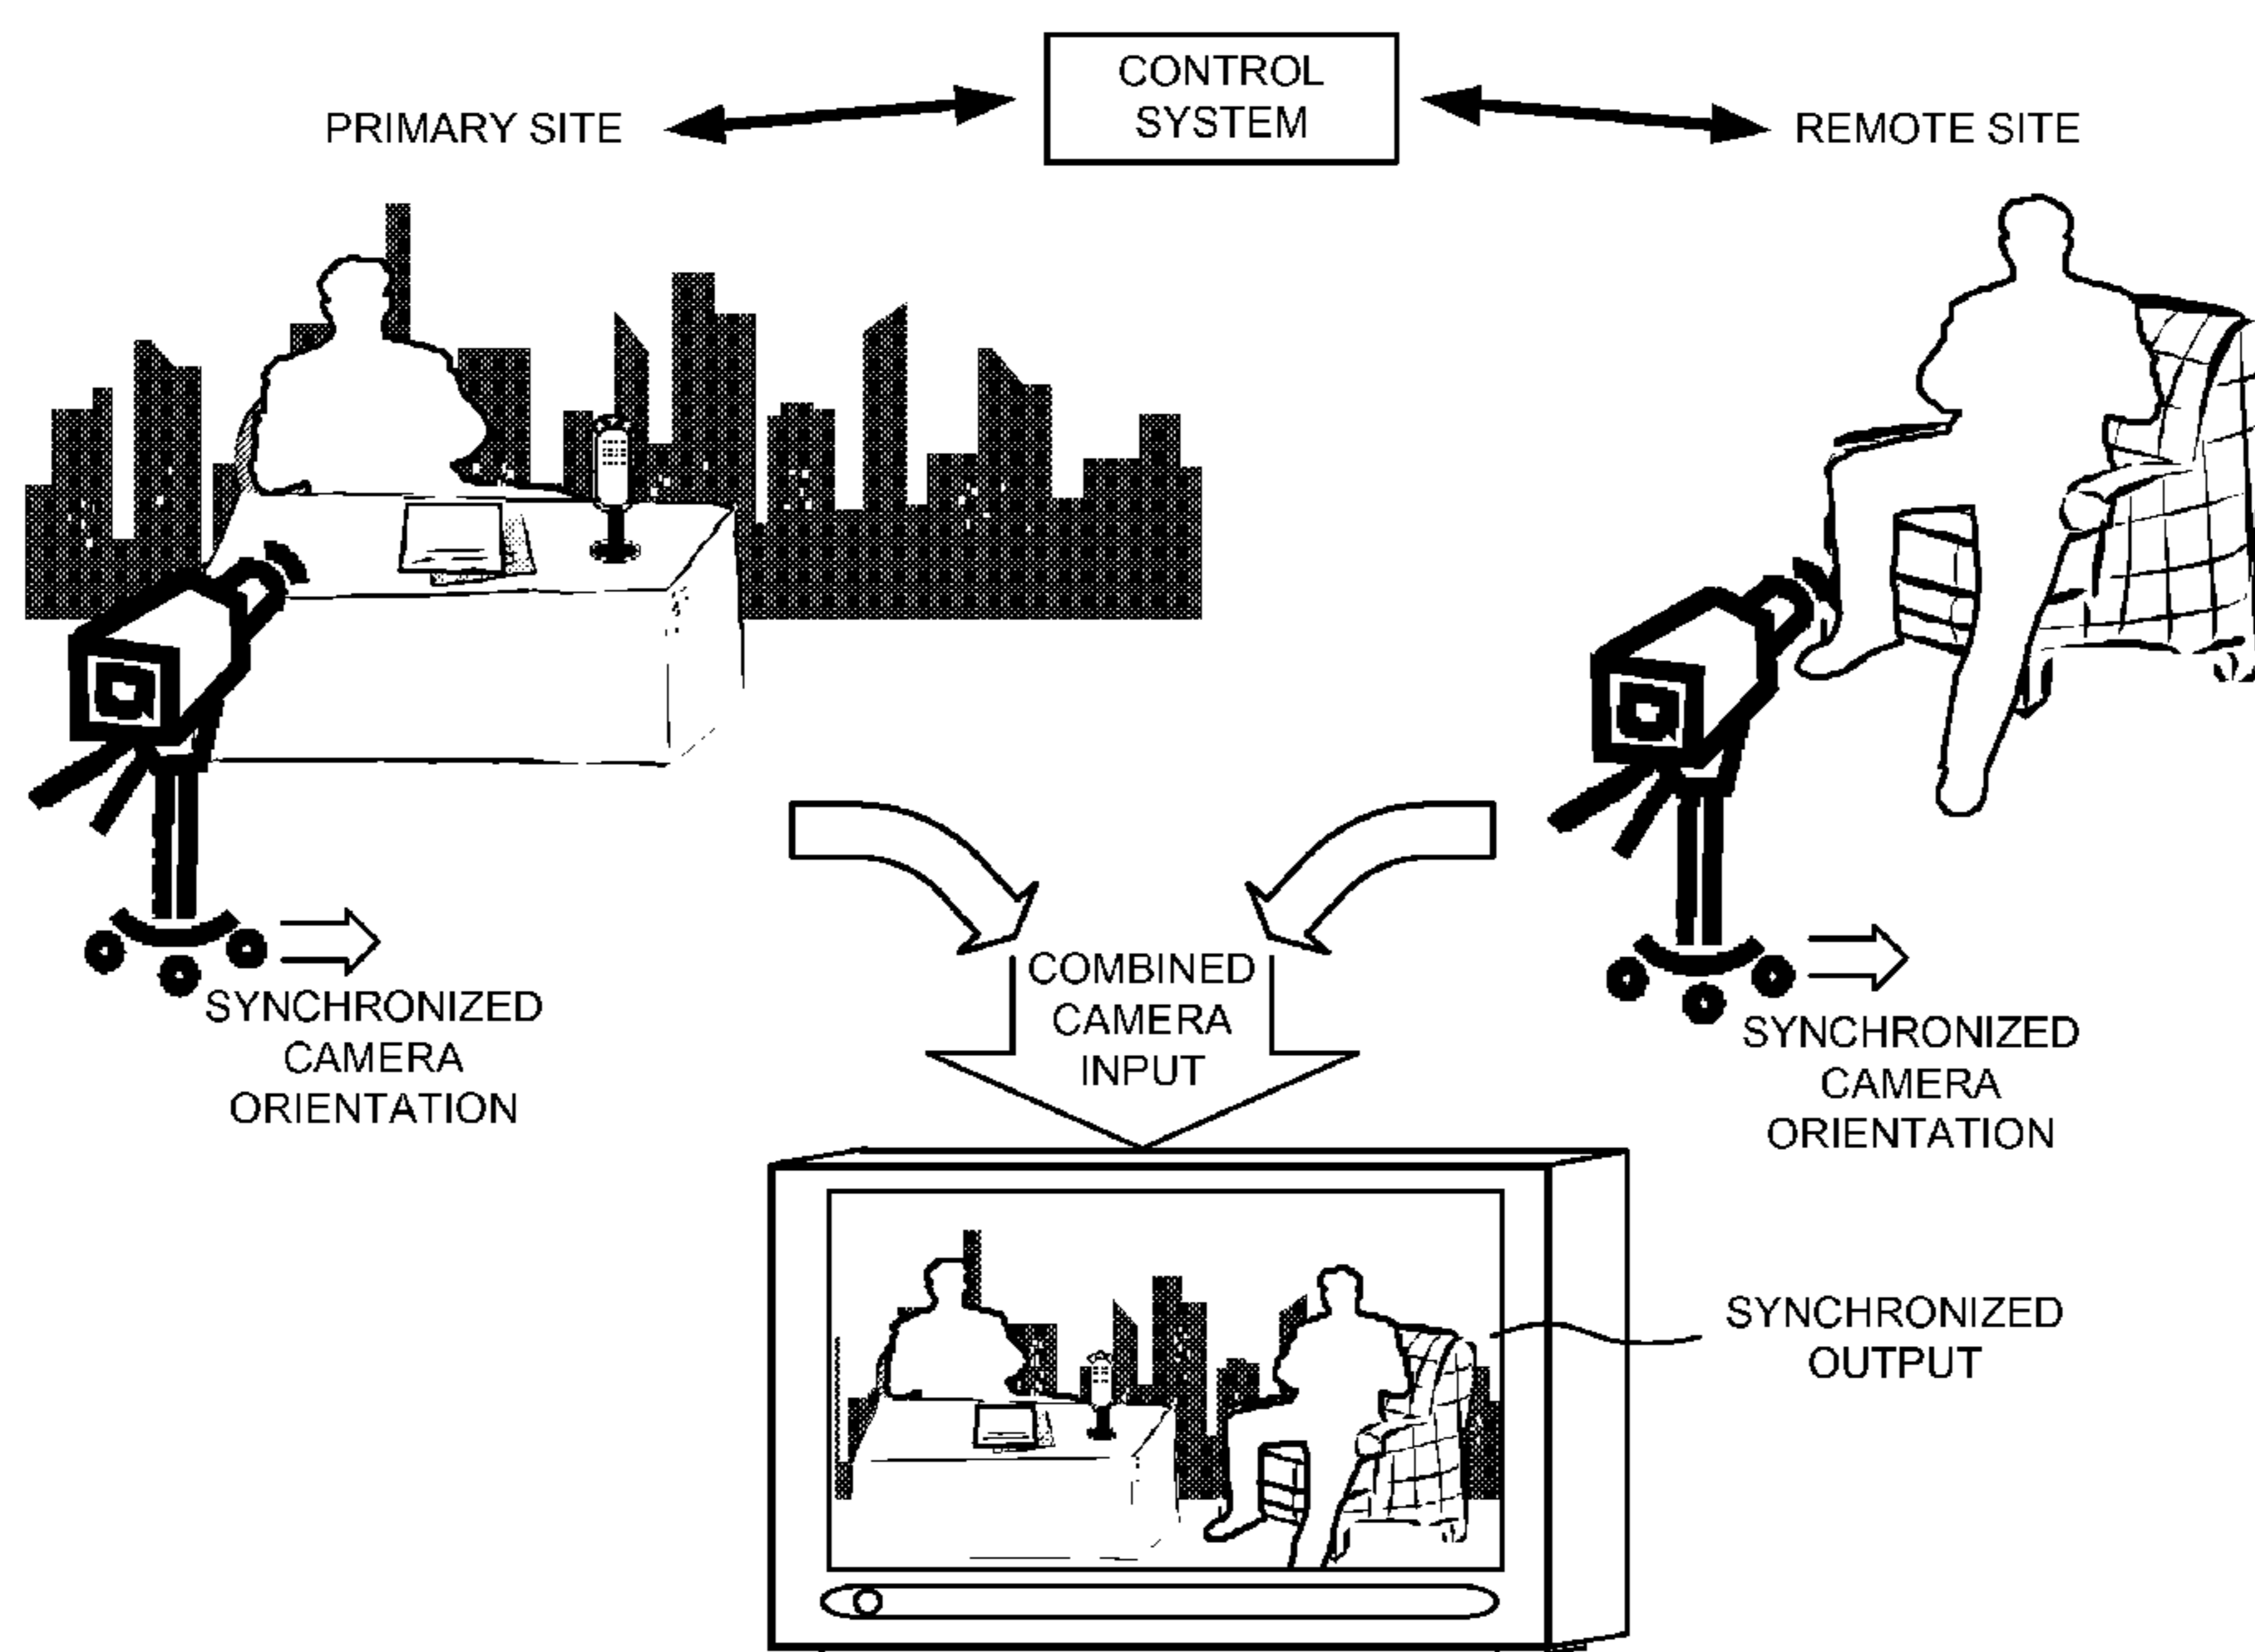 CONTROL
SYSTEM
PRIMARY SITE
REMOTE SITE
COMBINED
CAMERA
INPUT
SYNCHRONIZED
CAMERA
ORIENTATION
SYNCHRONIZED
CAMERA
ORIENTATION
SYNCHRONIZED
OUTPUT